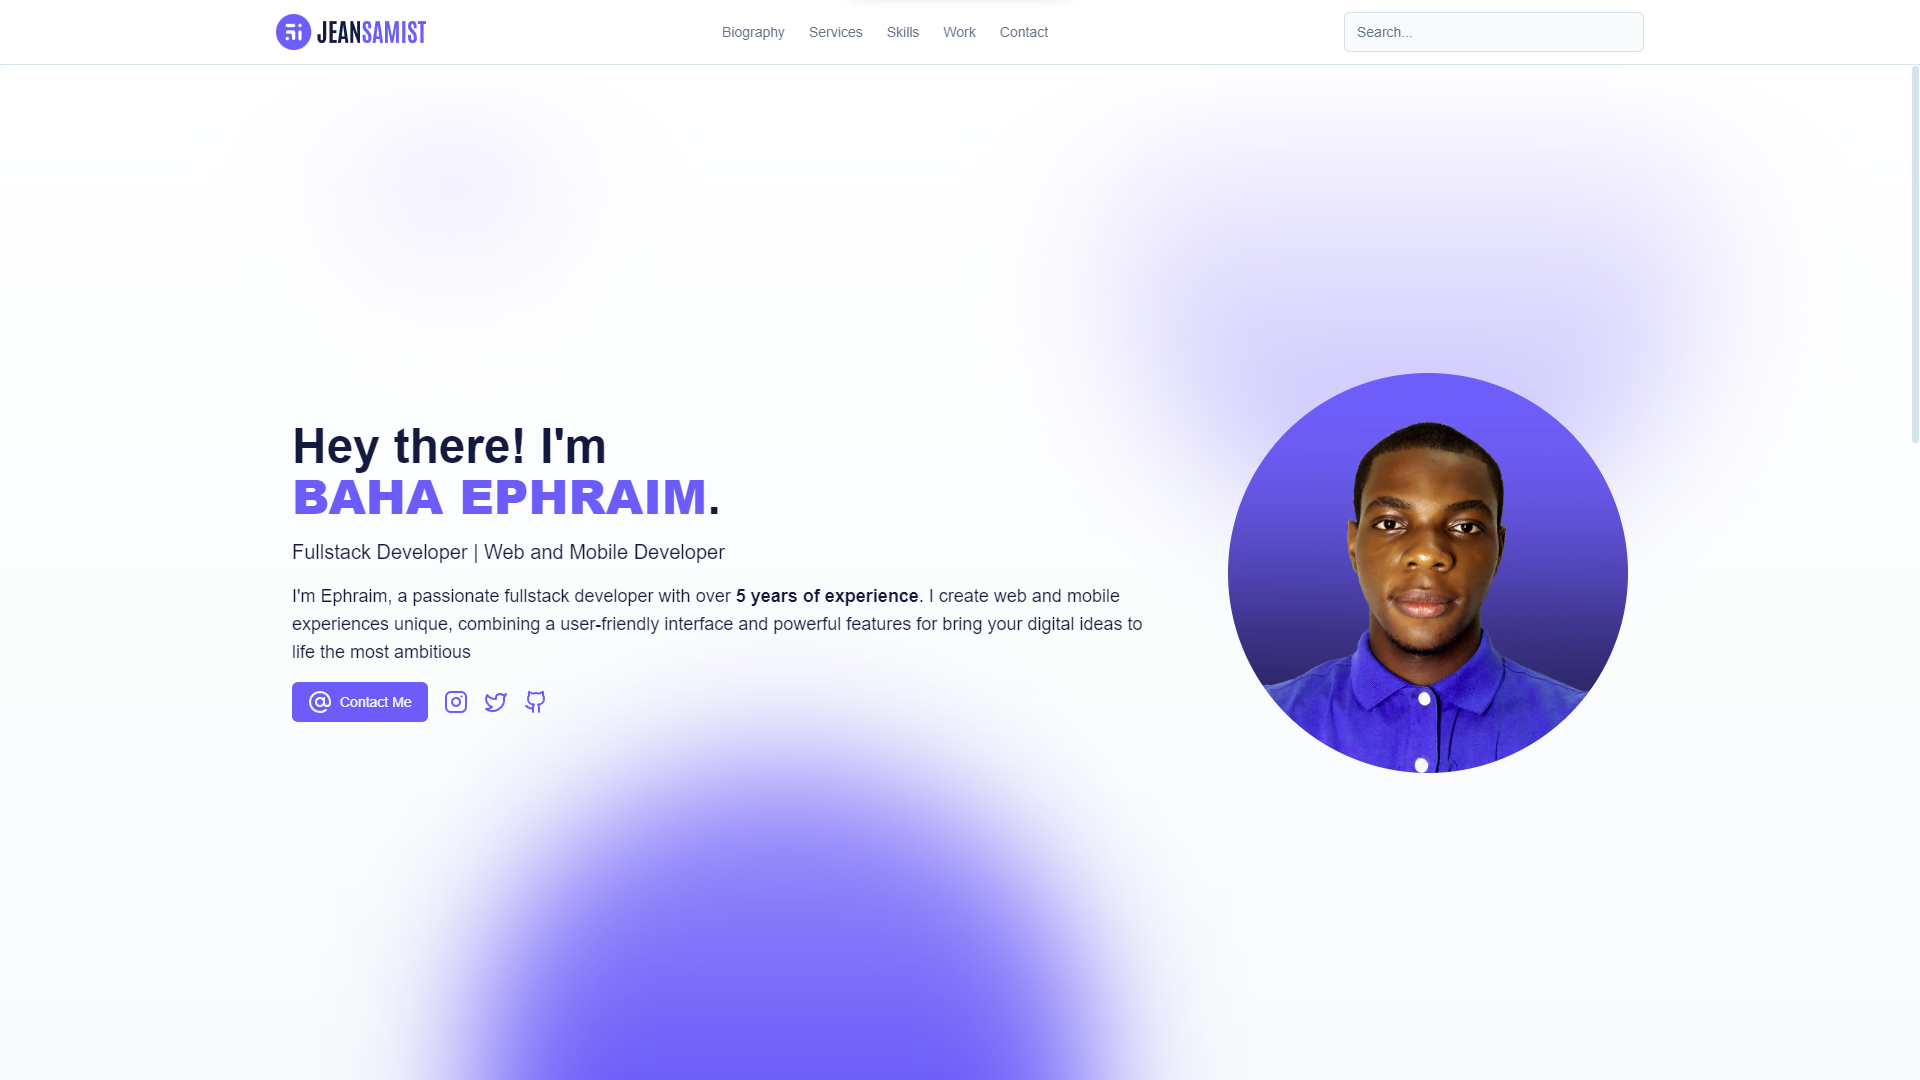 JEANSAMIST
Biography
Services
Skills
Work
Contact
Search...
Hey there! I'm
BAHA EPHRAIM.
Fullstack Developer | Web and Mobile Developer
I'm Ephraim, a passionate fullstack developer with over 5 years of experience. I create web and mobile
experiences unique, combining a user-friendly interface and powerful features for bring your digital ideas to
life the most ambitious
Contact Me